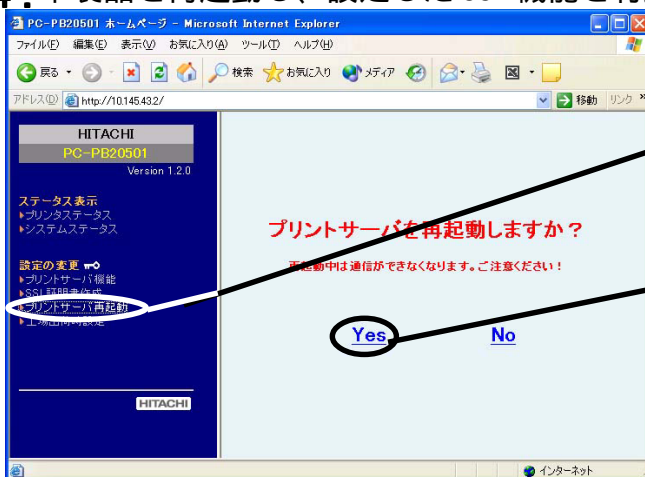 PC-PB20501 ホームページ - Microsoft Internet Explorer
ファイル(F) 編集(E) 表示(V) お気に入り(A) ツール(T) ヘルプ(H)
戻る 検索 お気に入り メディア
アドレス(D) http://10.145.43.2/ 移動 リンク »
HITACHI
PC-PB20501
Version 1.2.0
ステータス表示
プリンタステータス
システムステータス
設定の変更
プリントサーバ機能
SSL証明書作成
プリントサーバ再起動
工場出荷時設定
HITACHI
プリントサーバを再起動しますか？
再起動中は通信ができなくなります。ご注意ください！
Yes No
インターネット